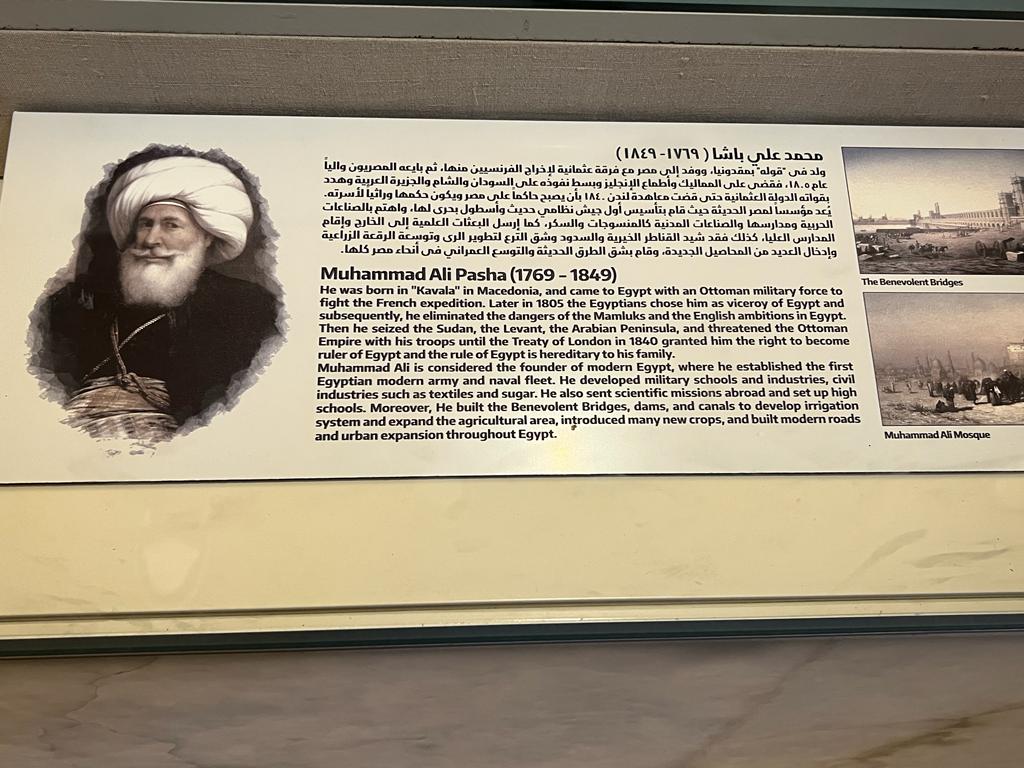 محمد علي باشا (١٧٦٩- ١٨٤٩)
ولد فى "قوله" بمقدونيا، ووفد إلى مصر مع فرقة عثمانية لإخراج الفرنسيين منها، ثم بايعه المصريون والياً
عام ١٨٠٥، فقضى على المماليك وأطماع الإنجليز وبسط نفوذه على السودان والشام والجزيرة العربية وهدد
بقواته الدولة العثمانية حتى قضت معاهدة لندن ١٨٤٠ بأن يصبح حاكماً على مصر ويكون حكمها وراثياً لأسرته.
يُعد مؤسساً لمصر الحديثة حيث قام بتأسيس أول جيش نظامي حديث وأسطول بحرى لها، واهتم بالصناعات
الحربية ومدارسها والصناعات المدنية كالمنسوجات والسكر، كما أرسل البعثات العلمية إلى الخارج وإقام
المدارس العليا، كذلك فقد شيد القناطر الخيرية والسدود وشق الترع لتطوير الرى وتوسعة الرقعة الزراعية
وإدخال العديد من المحاصيل الجديدة، وقام بشق الطرق الحديثة والتوسع العمراني فى أنحاء مصر كلها.
Muhammad Ali Pasha (1769 - 1849)
He was born in "Kavala" in Macedonia, and came to Egypt with an Ottoman military force to
fight the French expedition. Later in 1805 the Egyptians chose him as viceroy of Egypt and
subsequently, he eliminated the dangers of the Mamluks and the English ambitions in Egypt.
Then he seized the Sudan, the Levant, the Arabian Peninsula, and threatened the Ottoman
Empire with his troops until the Treaty of London in 1840 granted him the right to become
ruler of Egypt and the rule of Egypt is hereditary to his family.
Muhammad Ali is considered the founder of modern Egypt, where he established the first
Egyptian modern army and naval fleet. He developed military schools and industries, civil
industries such as textiles and sugar. He also sent scientific missions abroad and set up high
schools. Moreover, He built the Benevolent Bridges, dams, and canals to develop irrigation
system and expand the agricultural area, introduced many new crops, and built modern roads
and urban expansion throughout Egypt.
The Benevolent Bridges
Muhammad Ali Mosque